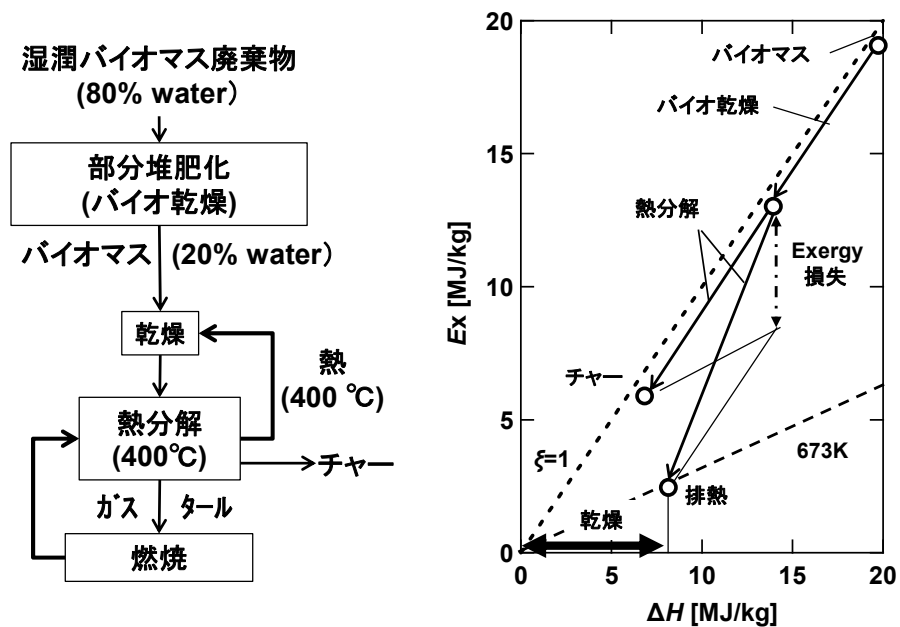 湿潤バイオマス廃棄物
(80% water）
部分堆肥化
(バイオ乾燥)
バイオマス (20% water）
乾燥
熱
(400 ℃)
熱分解
(400℃)
チャー
ガス タール
燃焼
Ex [MJ/kg]
20
15
10
5
0
バイオマス
バイオ乾燥
熱分解
Exergy
損失
チャー
673K
ξ=1
排熱
乾燥
0 5 10 15 20
ΔH [MJ/kg]